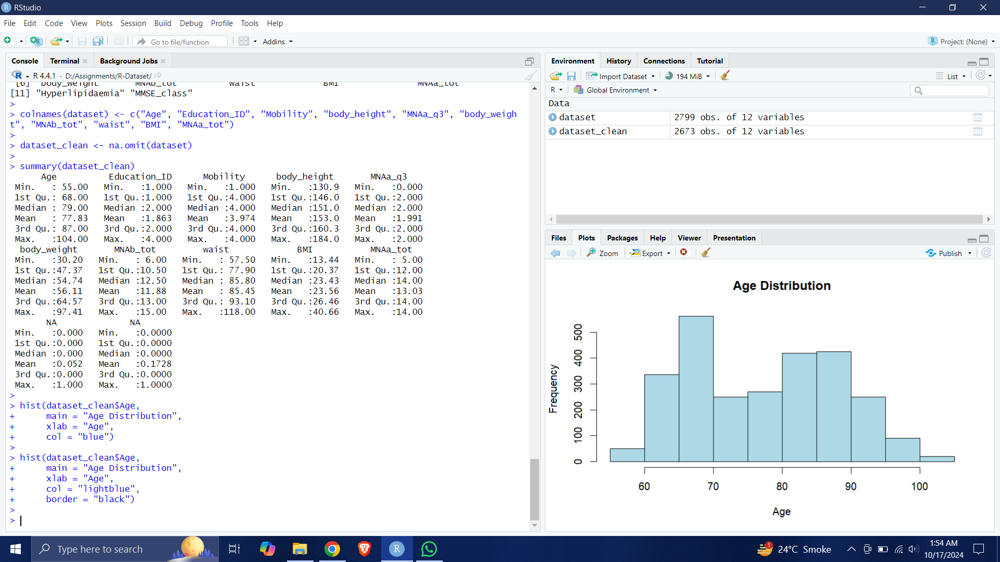 RStudio
File Edit Code View Plots Session Build Debug Profile Tools Help
Go to file/function Addins Project: (None)
Console Terminal Background Jobs
R 4.4.1 · D:/Assignments/R-Dataset/
[6] "body_weight" "MNAb_tot" "waist" "BMI" "MNAa_tot"
[11] "Hyperlipidaemia" "MMSE_class"
>
> colnames(dataset) <- c("Age", "Education_ID", "Mobility", "body_height", "MNAa_q3", "body_weigh
t", "MNAb_tot", "waist", "BMI", "MNAa_tot")
>
> dataset_clean <- na.omit(dataset)
>
> summary(dataset_clean)
Age Education_ID Mobility body_height MNAa_q3
Min. : 55.00 Min. :1.000 Min. :1.000 Min. :130.9 Min. :0.000
1st Qu.: 68.00 1st Qu.:1.000 1st Qu.:4.000 1st Qu.:146.0 1st Qu.:2.000
Median : 79.00 Median :2.000 Median :4.000 Median :151.0 Median :2.000
Mean : 77.83 Mean :1.863 Mean :3.974 Mean :153.0 Mean :1.991
3rd Qu.: 87.00 3rd Qu.:2.000 3rd Qu.:4.000 3rd Qu.:160.3 3rd Qu.:2.000
Max. :104.00 Max. :4.000 Max. :4.000 Max. :184.0 Max. :2.000
body_weight MNAb_tot waist BMI MNAa_tot
Min. :30.20 Min. : 6.00 Min. : 57.50 Min. :13.44 Min. : 5.00
1st Qu.:47.37 1st Qu.:10.50 1st Qu.: 77.90 1st Qu.:20.37 1st Qu.:12.00
Median :54.74 Median :12.50 Median : 85.80 Median :23.43 Median :14.00
Mean :56.11 Mean :11.88 Mean : 85.45 Mean :23.56 Mean :13.03
3rd Qu.:64.57 3rd Qu.:13.00 3rd Qu.: 93.10 3rd Qu.:26.46 3rd Qu.:14.00
Max. :97.41 Max. :15.00 Max. :118.00 Max. :40.66 Max. :14.00
NA NA
Min. :0.000 Min. :0.0000
1st Qu.:0.000 1st Qu.:0.0000
Median :0.000 Median :0.0000
Mean :0.052 Mean :0.1728
3rd Qu.:0.000 3rd Qu.:0.0000
Max. :1.000 Max. :1.0000
>
> hist(dataset_clean$Age,
+ main = "Age Distribution",
+ xlab = "Age",
+ col = "blue")
>
> hist(dataset_clean$Age,
+ main = "Age Distribution",
+ xlab = "Age",
+ col = "lightblue",
+ border = "black")
>
>
Environment History Connections Tutorial
Import Dataset 194 MiB List
R Global Environment
Data
dataset 2799 obs. of 12 variables
dataset_clean 2673 obs. of 12 variables
Files Plots Packages Help Viewer Presentation
Zoom Export Publish
Age Distribution
Frequency
500
400
300
200
100
0
60 70 80 90 100
Age
Type here to search
1
24°C Smoke
1:54 AM
10/17/2024